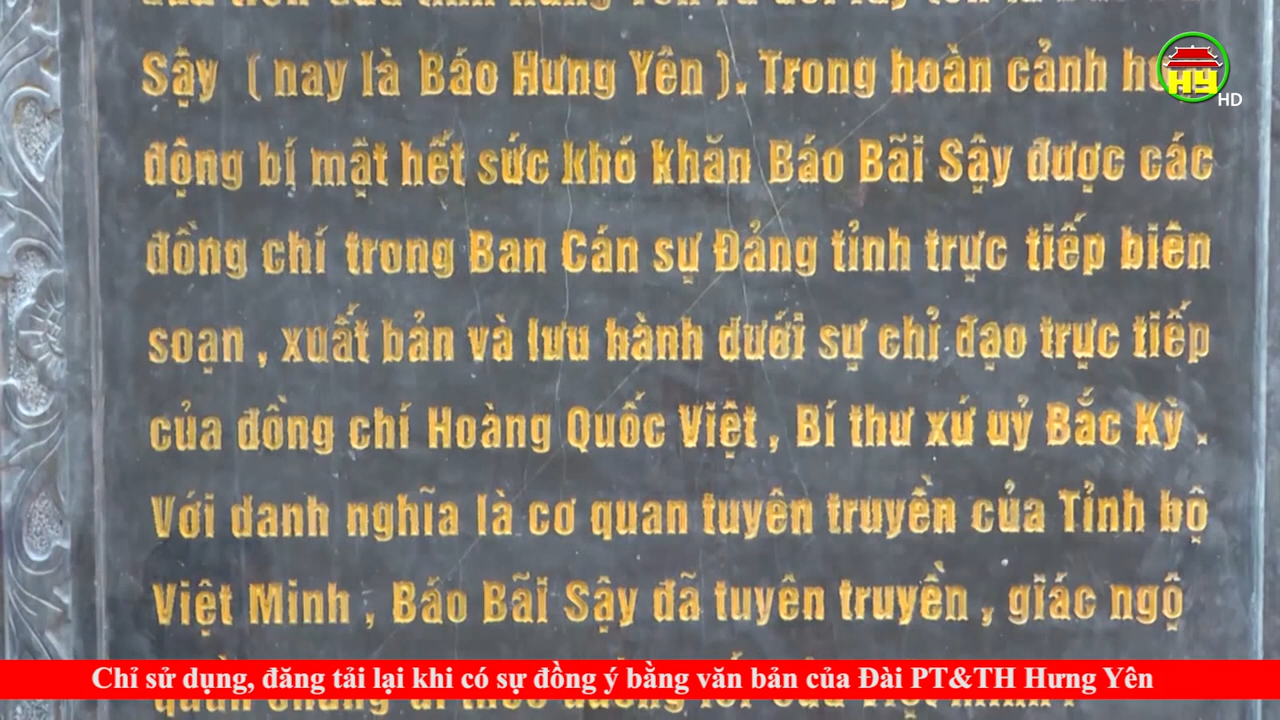 Sậy ( nay là Báo Hưng Yên ). Trong hoàn cảnh
HY
HD
động bí mật hết sức khó khăn Báo Bãi Sậy được các
đồng chí trong Ban Cán sự Đảng tỉnh trực tiếp biên
soạn , xuất bản và lưu hành dưới sự chỉ đạo trực tiếp
của đồng chí Hoàng Quốc Việt , Bí thư xứ uỷ Bắc Kỳ .
Với danh nghĩa là cơ quan tuyên truyền của Tỉnh bộ
Việt Minh , Báo Bãi Sậy đã tuyên truyền , giác ngộ
Chỉ sử dụng, đăng tải lại khi có sự đồng ý bằng văn bản của Đài PT&TH Hưng Yên